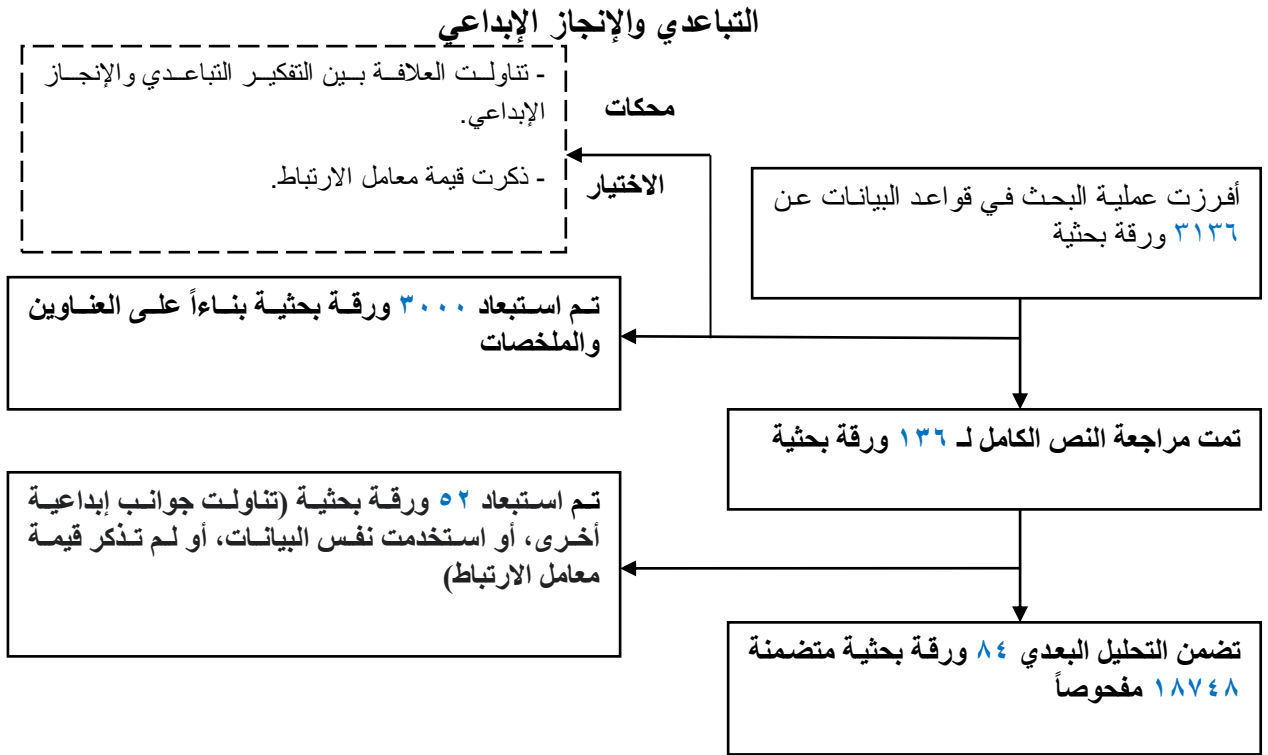 التباعدي والإنجاز الإبداعي
- تناولت العلاقة بين التفكير التباعدي والإنجاز
الإبداعي.
- ذكرت قيمة معامل الارتباط.
محكات
الاختيار
أفرزت عملية البحث في قواعد البيانات عن
٣١٣٦ ورقة بحثية
تم استبعاد ٣٠٠٠ ورقة بحثية بناءاً على العناوين
والملخصات
تمت مراجعة النص الكامل لـ ١٣٦ ورقة بحثية
تم استبعاد ٥٢ ورقة بحثية (تناولت جوانب إبداعية
أخرى، أو استخدمت نفس البيانات، أو لم تذكر قيمة
معامل الارتباط)
تضمن التحليل البعدي ٨٤ ورقة بحثية متضمنة
١٨٧٤٨ مفحوصاً